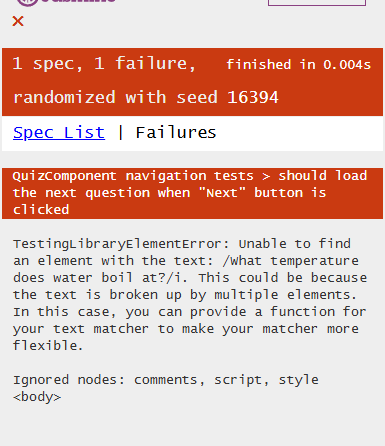 1 spec, 1 failure, finished in 0.004s
randomized with seed 16394
Spec List | Failures
QuizComponent navigation tests > should load
the next question when "Next" button is
clicked
TestingLibraryElementError: Unable to find
an element with the text: /What temperature
does water boil at?/i. This could be because
the text is broken up by multiple elements.
In this case, you can provide a function for
your text matcher to make your matcher more
flexible.
Ignored nodes: comments, script, style
<body>